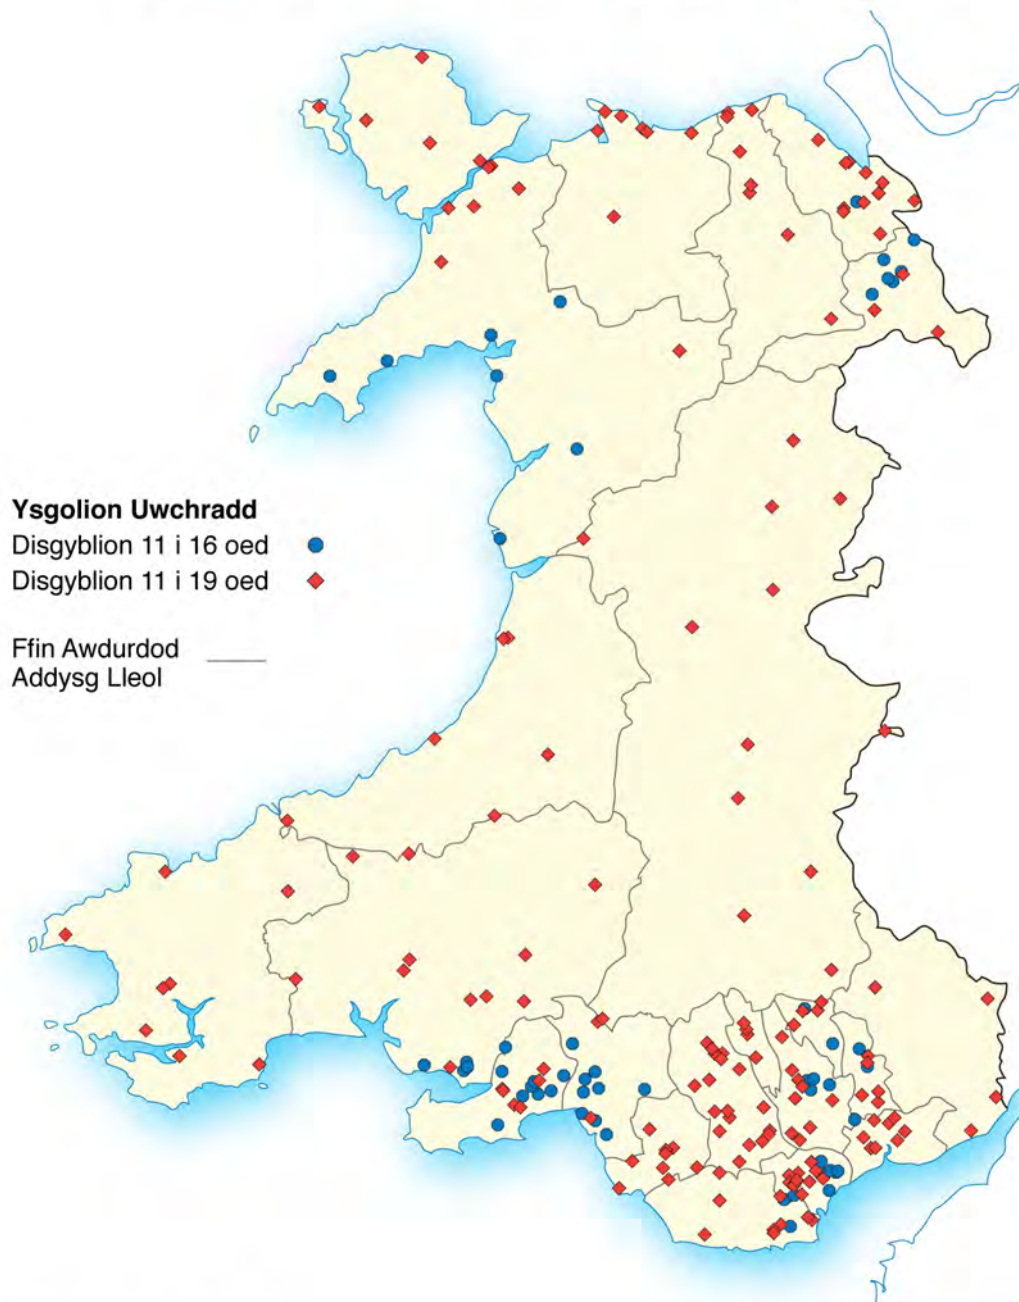 Ysgolion Uwchradd
Disgyblion 11 i 16 oed
Disgyblion 11 i 19 oed
Ffin Awdurdod
Addysg Lleol